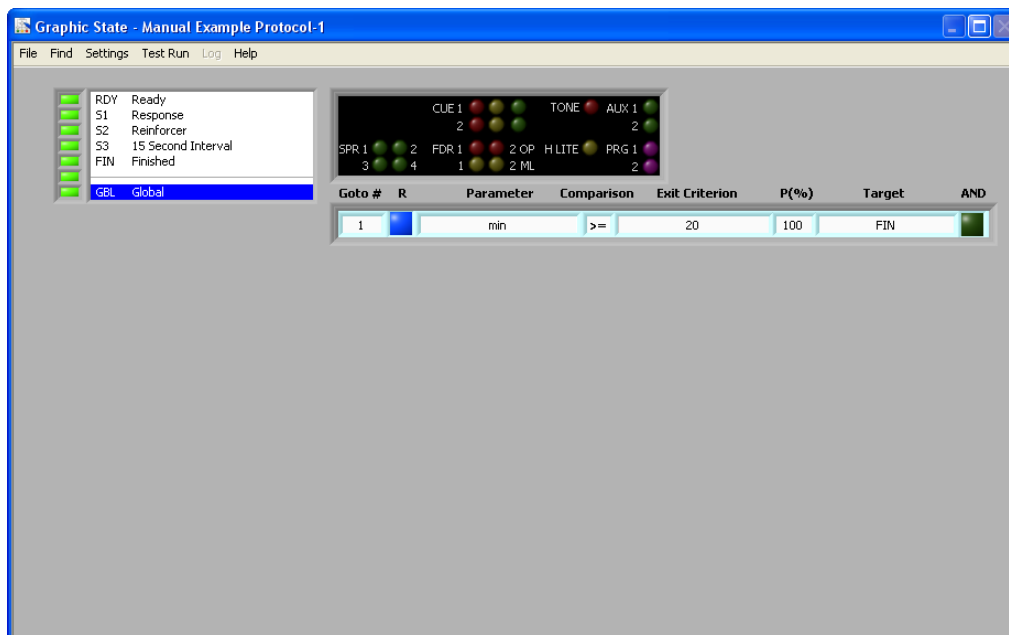 Graphic State - Manual Example Protocol-1
File Find Settings Test Run Log Help
RDY Ready
S1 Response
S2 Reinforcer
S3 15 Second Interval
FIN Finished
GBL Global
CUE 1 TONE AUX 1
2 2
SPR 1 2 FDR 1 2 OP H LITE PRG 1
3 4 1 2 ML 2
Goto # R Parameter Comparison Exit Criterion P(%) Target AND
1 min >= 20 100 FIN